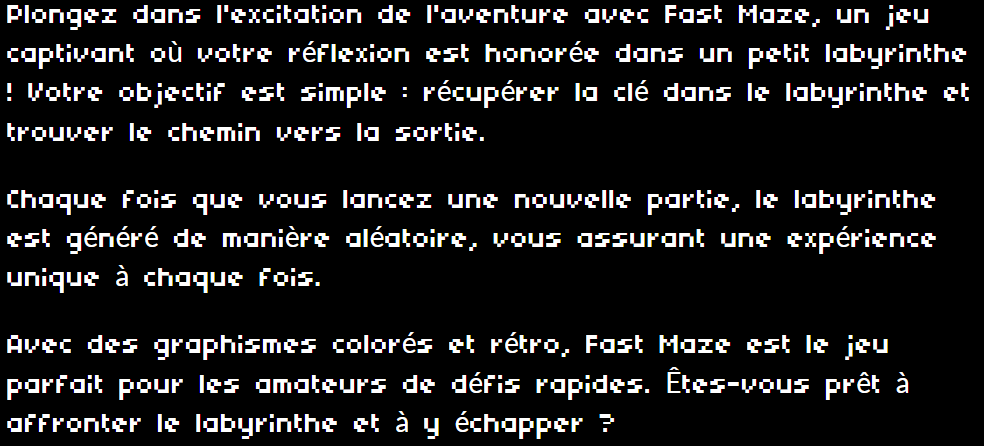 Plongez dans l'excitation de l'aventure avec Fast Maze, un jeu
captivant où votre réflexion est honorée dans un petit labyrinthe
! Votre objectif est simple : récupérer la clé dans le labyrinthe et
trouver le chemin vers la sortie.
Chaque fois que vous lancez une nouvelle partie, le labyrinthe
est généré de manière aléatoire, vous assurant une expérience
unique à chaque fois.
Avec des graphismes colorés et rétro, Fast Maze est le jeu
parfait pour les amateurs de défis rapides. Êtes-vous prêt à
affronter le labyrinthe et à y échapper ?